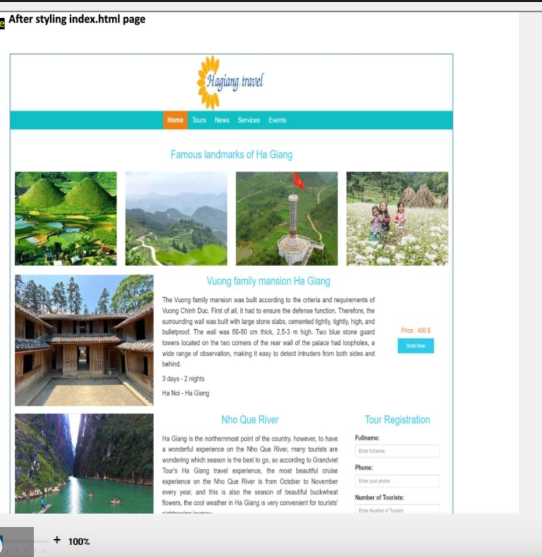 After styling index.html page
Hagiang travel
Home Tours News Services Events
Famous landmarks of Ha Giang
Vuong family mansion Ha Giang
The Vuong family mansion was built according to the criteria and requirements of
Vuong Chinh Duc. First of all, it had to ensure the defense function. Therefore, the
surrounding wall was built with large stone slabs, cemented tightly, tightly, high, and
bulletproof. The wall was 60-80 cm thick, 2.5-3 m high. Two blue stone guard
towers located on the two corners of the rear wall of the palace had loopholes, a
wide range of observation, making it easy to detect intruders from both sides and
behind.
3 days - 2 nights
Ha Noi - Ha Giang
Price : 400 $
Book Now
Nho Que River
Ha Giang is the northernmost point of the country, however, to have
a wonderful experience on the Nho Que River, many tourists are
wondering which season is the best to go, so according to Grandviet
Tour's Ha Giang travel experience, the most beautiful cruise
experience on the Nho Que River is from October to November
every year, and this is also the season of beautiful buckwheat
flowers, the cool weather in Ha Giang is very convenient for tourists'
Tour Registration
Fullname:
Enter fullname
Phone:
Enter your phone
Number of Tourists:
Enter Number of Tourists
+ 100%